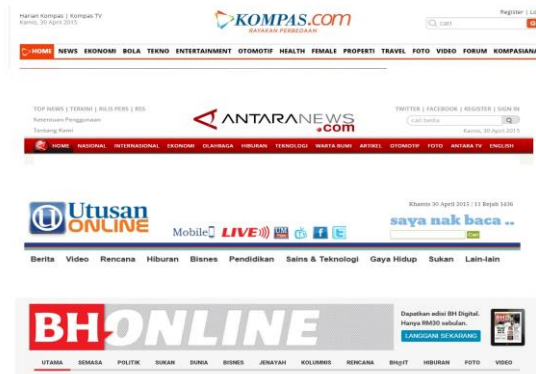 Harian Kompas | Kompas TV
Kamis, 30 April 2015
KOMPAS.com
RAYAKAN PERBEDAAN
Register | Lo
cari
HOME NEWS EKONOMI BOLA TEKNO ENTERTAINMENT OTOMOTIF HEALTH FEMALE PROPERTI TRAVEL FOTO VIDEO FORUM KOMPASIANA
TOP NEWS | TERKINI | RILIS PERS | RSS
Ketentuan Penggunaan
Tentang Kami
ANTARANEWS
.com
TWITTER | FACEBOOK | REGISTER | SIGN IN
cari berita
Kamis, 30 April 2015
HOME NASIONAL INTERNASIONAL EKONOMI OLAHRAGA HIBURAN TEKNOLOGI WARTA BUMI ARTIKEL OTOMOTIF FOTO ANTARA TV ENGLISH
Utusan
ONLINE
Mobile LIVE
Khamis 30 April 2015 / 11 Rejab 1436
saya nak baca ..
Cari
Berita Video Rencana Hiburan Bisnes Pendidikan Sains & Teknologi Gaya Hidup Sukan Lain-lain
BHONLINE
Dapatkan edisi BH Digital.
Hanya RM30 sebulan.
LANGGANI SEKARANG
UTAMA SEMASA POLITIK SUKAN DUNIA BISNES JENAYAH KOLUMNIS RENCANA BH@IT HIBURAN FOTO VIDEO